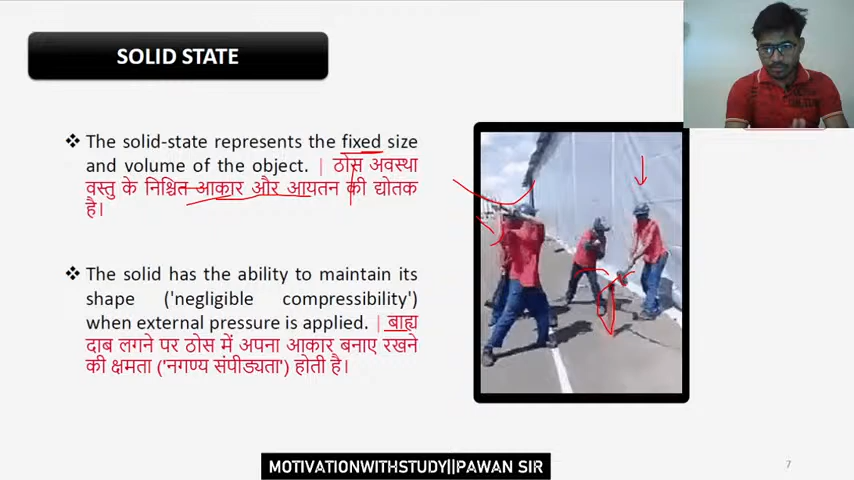 SOLID STATE
❖ The solid-state represents the fixed size
and volume of the object. | ठोस अवस्था
वस्तु के निश्चित आकार और आयतन की द्योतक
है।
❖ The solid has the ability to maintain its
shape ('negligible compressibility')
when external pressure is applied. | बाह्य
दाब लगने पर ठोस में अपना आकार बनाए रखने
की क्षमता ('नगण्य संपीड्यता') होती है।
MOTIVATIONWITHSTUDY||PAWAN SIR
7